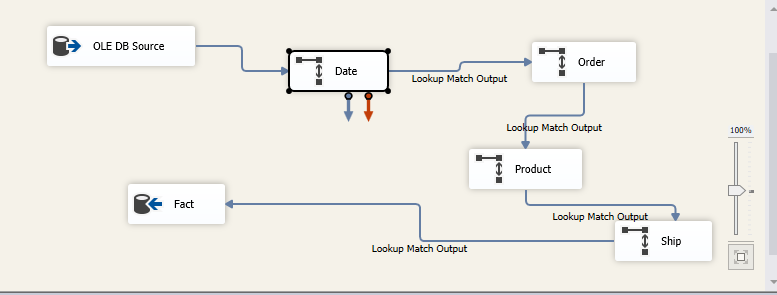 OLE DB Source
Date
Lookup Match Output
Order
Lookup Match Output
100%
Product
Fact
Lookup Match Output
Ship
Lookup Match Output